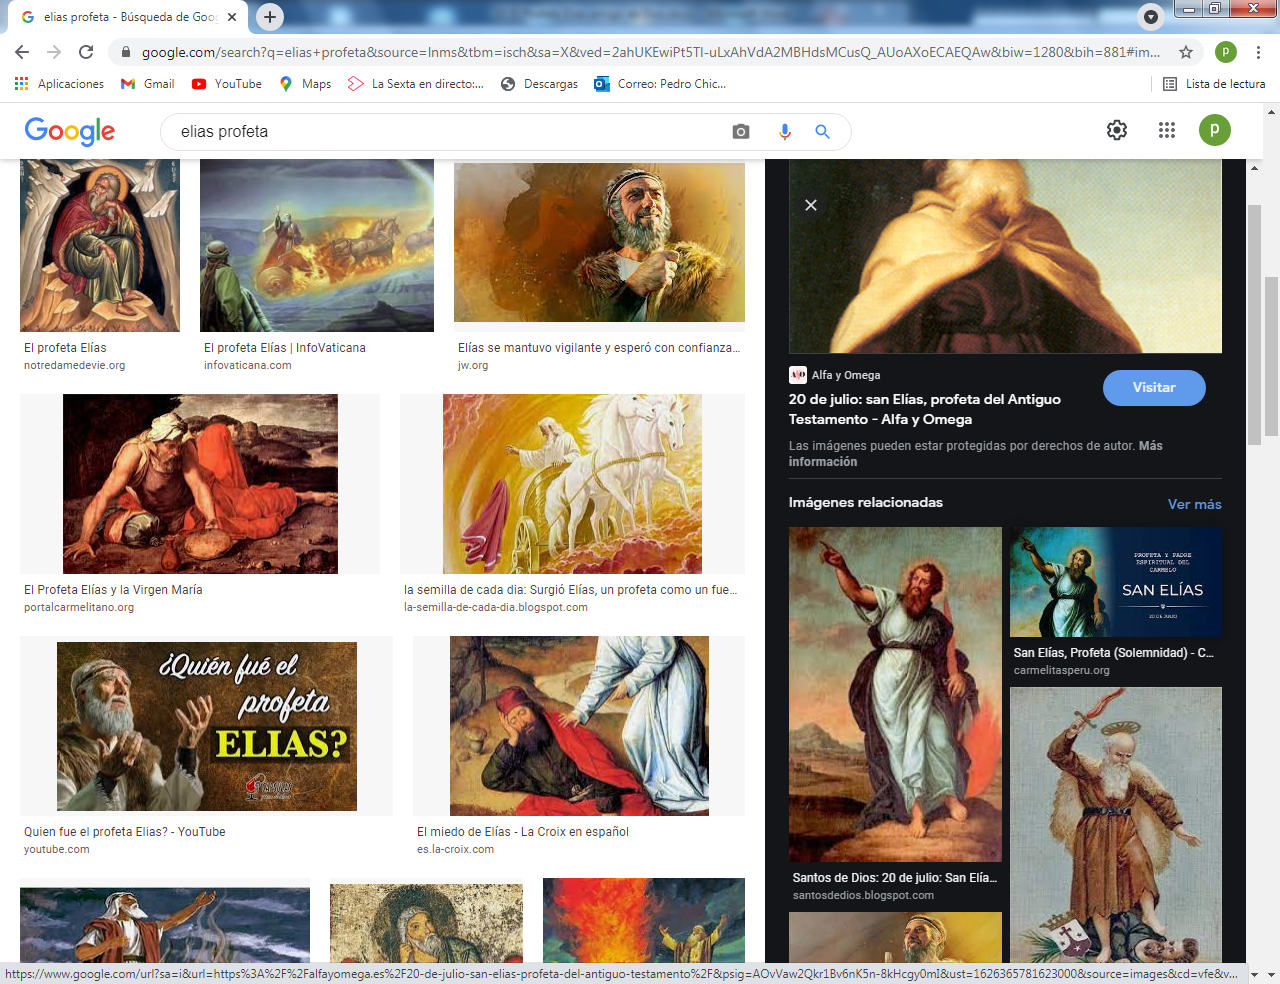 elias profeta - Búsqueda de Goo
google.com/search?q=elias+profeta&source=lnms&tbm=isch&sa=X&ved=2ahUKEwiPt5TI-uLxAhVdA2MBHdsMCusQ_AUoAXoECAEQAw&biw=1280&bih=881#im...
p
Aplicaciones Gmail YouTube Maps La Sexta en directo:... Descargas Correo: Pedro Chic... Lista de lectura
Google elias profeta p
El profeta Elías
notredamedevie.org
El profeta Elías | InfoVaticana
infovaticana.com
Elías se mantuvo vigilante y esperó con confianza...
jw.org
El Profeta Elías y la Virgen María
portalcarmelitano.org
la semilla de cada dia: Surgió Elías, un profeta como un fue...
la-semilla-de-cada-dia.blogspot.com
¿Quién fué el
profeta
ELIAS?
Quien fue el profeta Elias? - YouTube
youtube.com
El miedo de Elías - La Croix en español
es.la-croix.com
Alfa y Omega
20 de julio: san Elías, profeta del Antiguo
Testamento - Alfa y Omega
Visitar
Las imágenes pueden estar protegidas por derechos de autor. Más
información
Imágenes relacionadas
Ver más
PROFETA Y PADRE
ESPIRITUAL DEL
CARMELO
SAN ELÍAS
20 DE JULIO
San Elías, Profeta (Solemnidad) - C...
carmelitasperu.org
Santos de Dios: 20 de julio: San Elía...
santosdedios.blogspot.com
https://www.google.com/url?sa=i&url=https%3A%2F%2Falfayomega.es%2F20-de-julio-san-elias-profeta-del-antiguo-testamento%2F&psig=AOvVaw2Qkr1Bv6nK5n-8kHcgy0mI&ust=1626365781623000&source=images&cd=vfe&v...